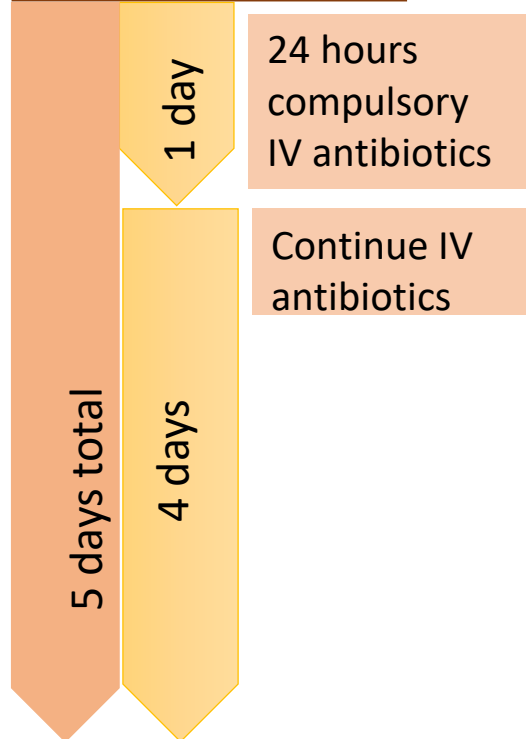 1 day
24 hours
compulsory
IV antibiotics
Continue IV
antibiotics
5 days total
4 days